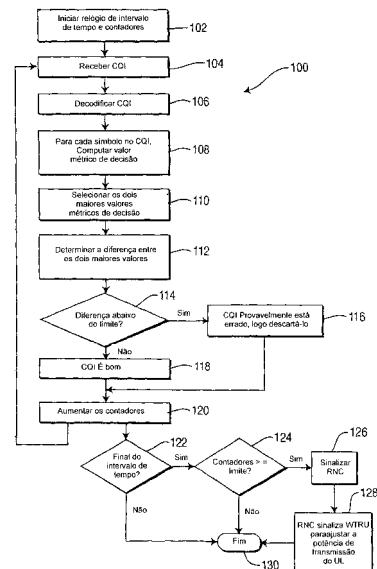 Iniciar relógio de intervalo
de tempo e contadores
102
Receber CQI
104
100
Decodificar CQI
106
Para cada símbolo no CQI,
Computar valor
métrico de decisão
108
Selecionar os dois
maiores valores
métricos de decisão
110
Determinar a diferença entre
os dois maiores valores
112
114
Diferença abaixo
do limite?
Sim
CQI Provavelmente está
errado, logo descartá-lo
116
Não
CQI É bom
118
Aumentar os contadores
120
122
Final do
intervalo de
tempo?
Sim
124
Contadores > =
limite?
Sim
126
Sinalizar
RNC
Não
Não
128
RNC sinaliza WTRU
paraajustar a
potência de
transmissão
do UL
Fim
130